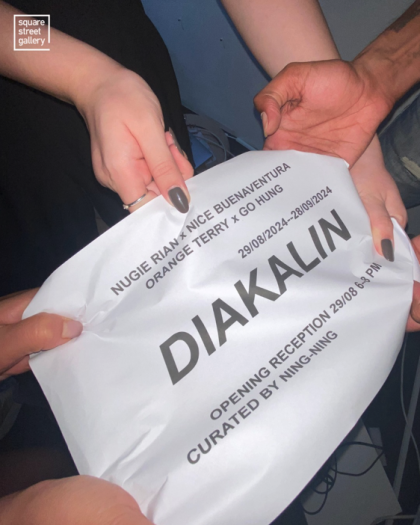 square
street
gallery
NUGIE RIAN x NICE BUENAVENTURA
ORANGE TERRY x GO HUNG
29/08/2024--28/09/2024
DIAKALIN
OPENING RECEPTION 29/08 6-8 PM
CURATED BY NING-NING